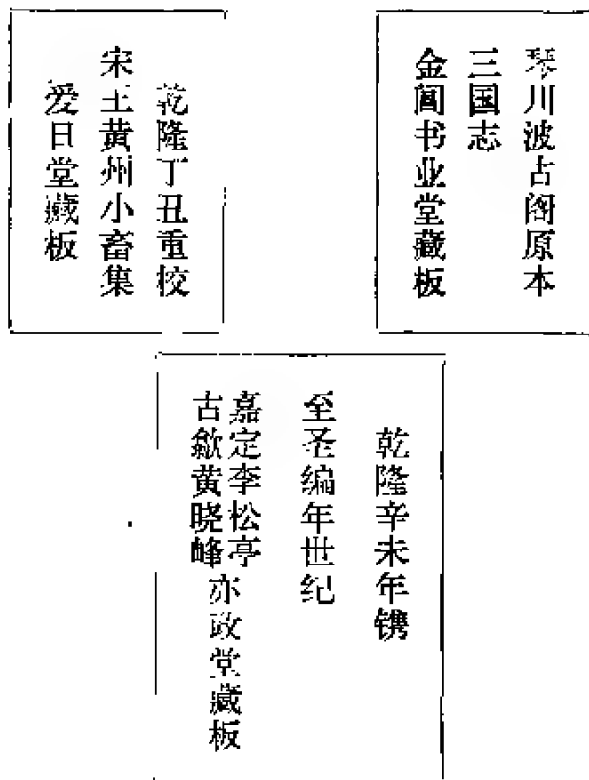 琴川波占阁原本
三国志
金阊书业堂藏板
乾隆丁丑重校
宋王黄州小畜集
爱日堂藏板
乾隆辛未年镌
至圣编年世纪
嘉定李松亭
古歙黄晓峰
亦政堂藏板